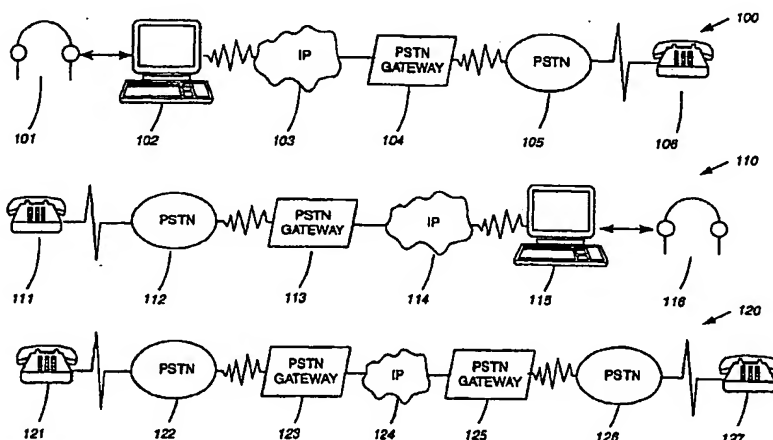 100
IP
PSTN
GATEWAY
PSTN
101
102
103
104
105
106
110
PSTN
PSTN
GATEWAY
IP
111
112
113
114
115
116
120
PSTN
PSTN
GATEWAY
IP
PSTN
GATEWAY
PSTN
121
122
123
124
125
126
127